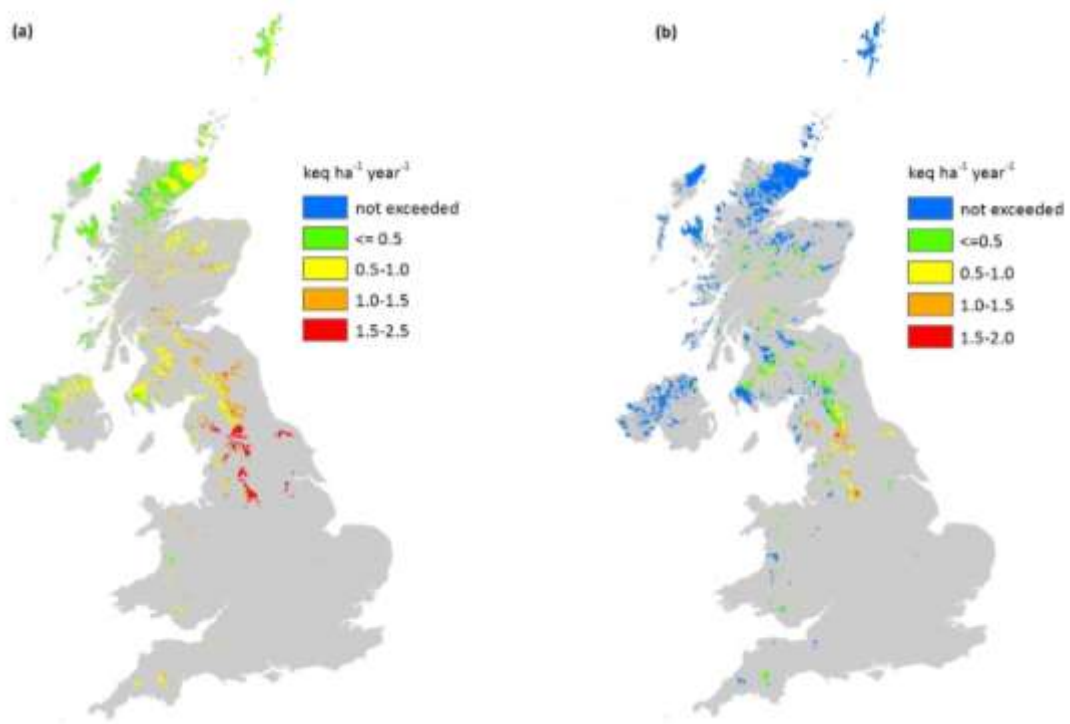 (a)
keq ha⁻¹ year⁻¹
not exceeded
<= 0.5
0.5-1.0
1.0-1.5
1.5-2.5
(b)
keq ha⁻¹ year⁻¹
not exceeded
<=0.5
0.5-1.0
1.0-1.5
1.5-2.0